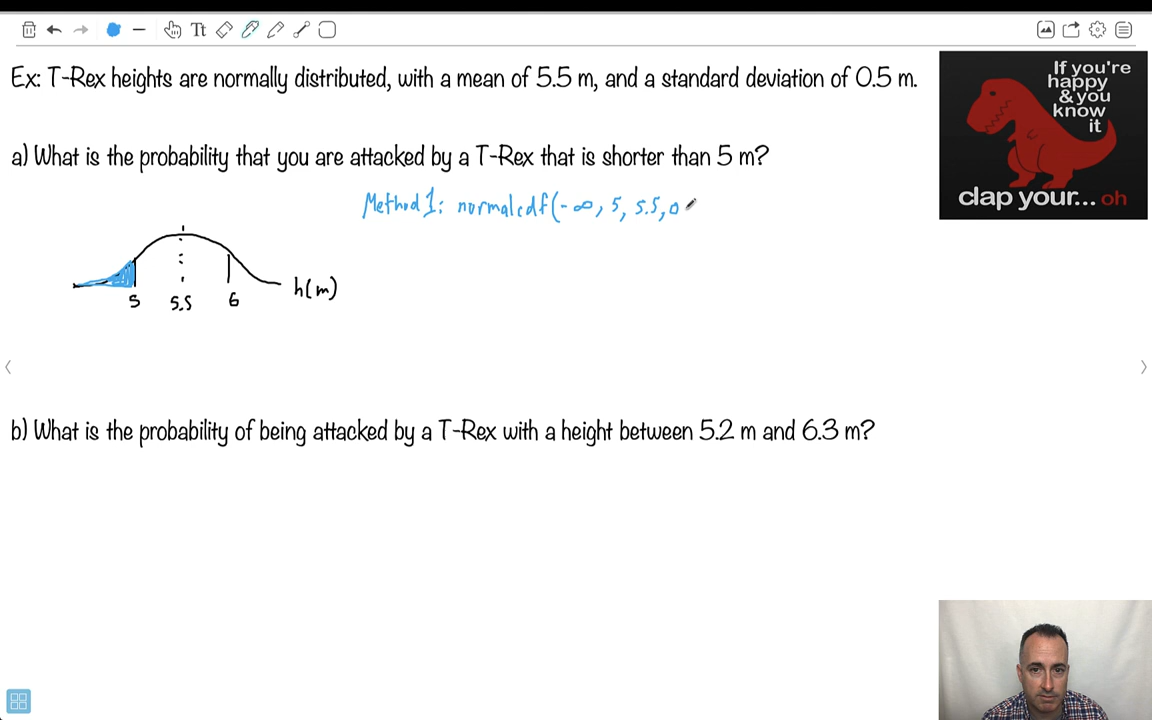 Tt
Ex: T-Rex heights are normally distributed, with a mean of 5.5 m, and a standard deviation of 0.5 m.
If you're
happy
& you
know
it
clap your... oh
a) What is the probability that you are attacked by a T-Rex that is shorter than 5 m?
Method 1: normalcdf(-∞, 5, 5.5, 0
5 5.5 6 h(m)
b) What is the probability of being attacked by a T-Rex with a height between 5.2 m and 6.3 m?